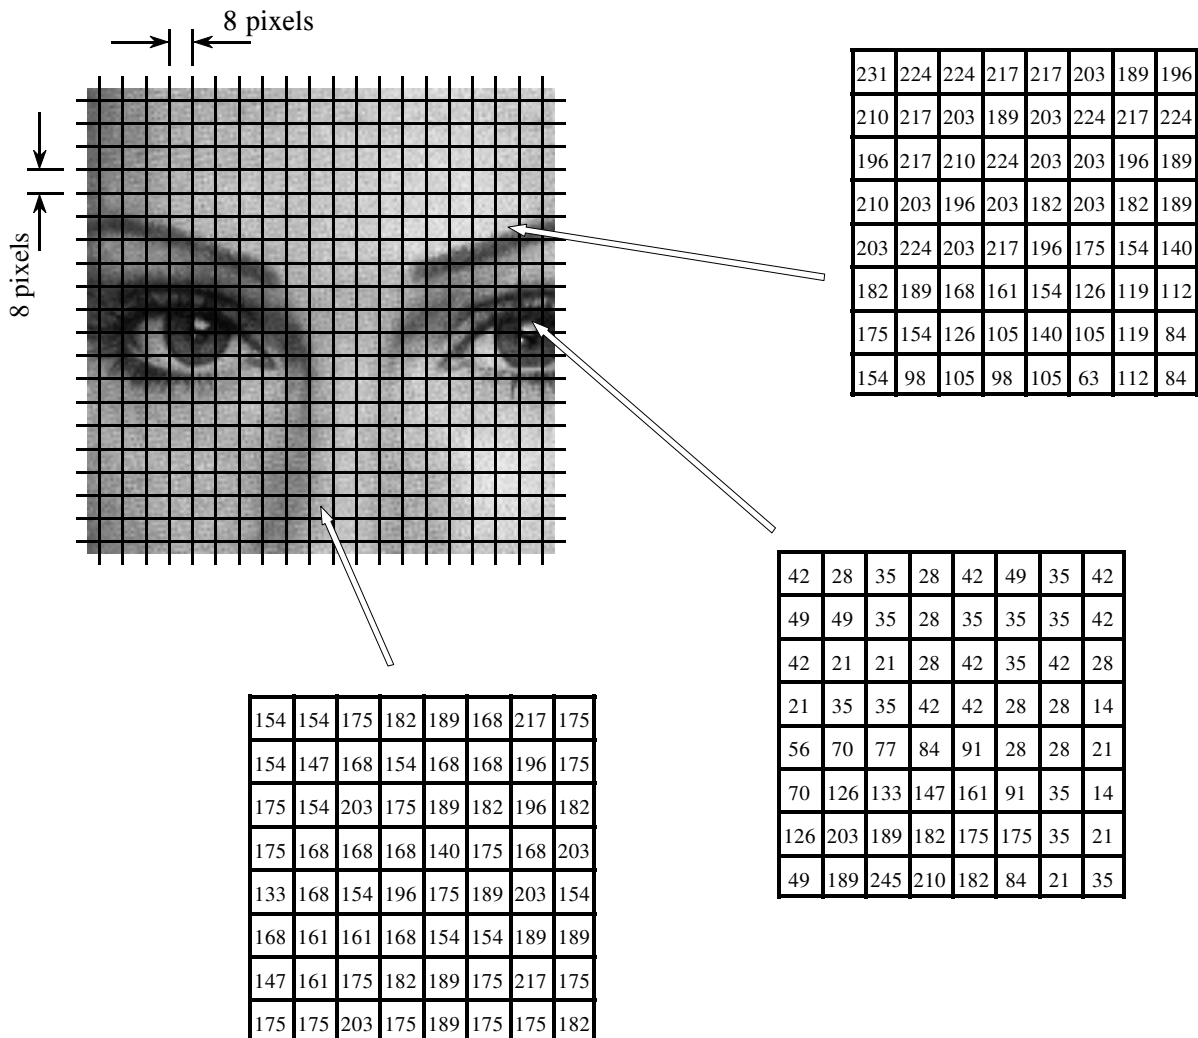 8 pixels
8 pixels
231 224 224 217 217 203 189 196
210 217 203 189 203 224 217 224
196 217 210 224 203 203 196 189
210 203 196 203 182 203 182 189
203 224 203 217 196 175 154 140
182 189 168 161 154 126 119 112
175 154 126 105 140 105 119 84
154 98 105 98 105 63 112 84
42 28 35 28 42 49 35 42
49 49 35 28 35 35 35 42
42 21 21 28 42 35 42 28
21 35 35 42 42 28 28 14
56 70 77 84 91 28 28 21
70 126 133 147 161 91 35 14
126 203 189 182 175 175 35 21
49 189 245 210 182 84 21 35
154 154 175 182 189 168 217 175
154 147 168 154 168 168 196 175
175 154 203 175 189 182 196 182
175 168 168 168 140 175 168 203
133 168 154 196 175 189 203 154
168 161 161 168 154 154 189 189
147 161 175 182 189 175 217 175
175 175 203 175 189 175 175 182